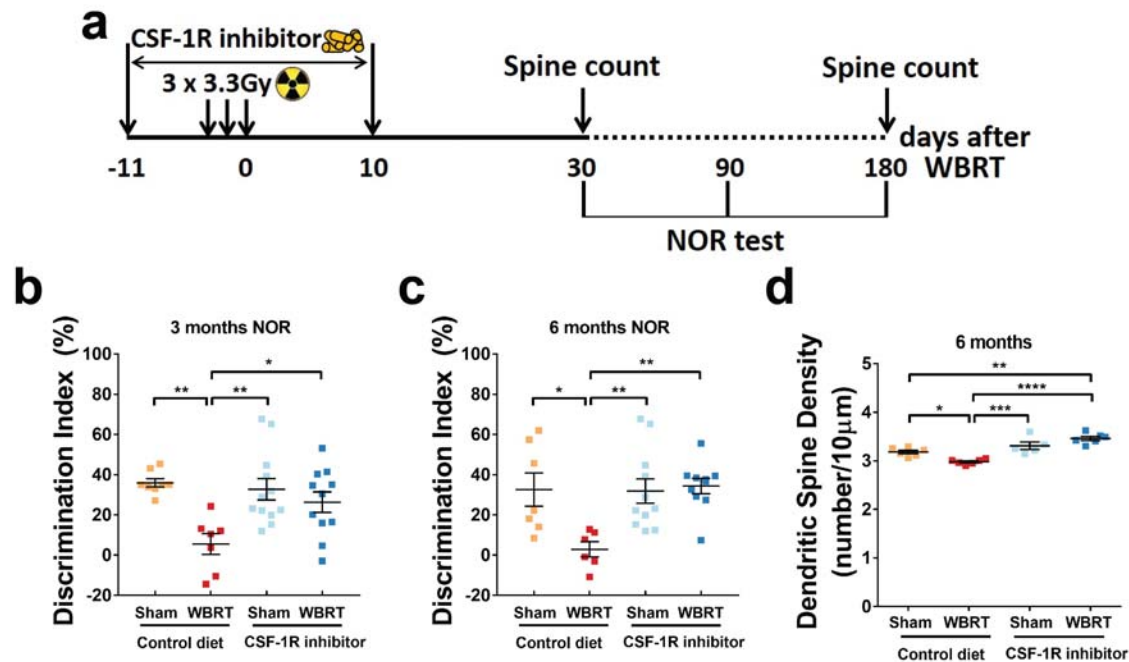 a
CSF-1R inhibitor
3 x 3.3Gy
Spine count
Spine count
days after
-11
0
10
30
90
180
WBRT
NOR test
b
3 months NOR
Discrimination Index (%)
100
80
60
40
20
0
-20
**
**
*
Sham WBRT Sham WBRT
Control diet CSF-1R inhibitor
c
6 months NOR
Discrimination Index (%)
100
80
60
40
20
0
-20
*
**
**
Sham WBRT Sham WBRT
Control diet CSF-1R inhibitor
d
6 months
Dendritic Spine Density
(number/10µm)
5
4
3
2
1
0
**
****
*
***
Sham WBRT Sham WBRT
Control diet CSF-1R inhibitor